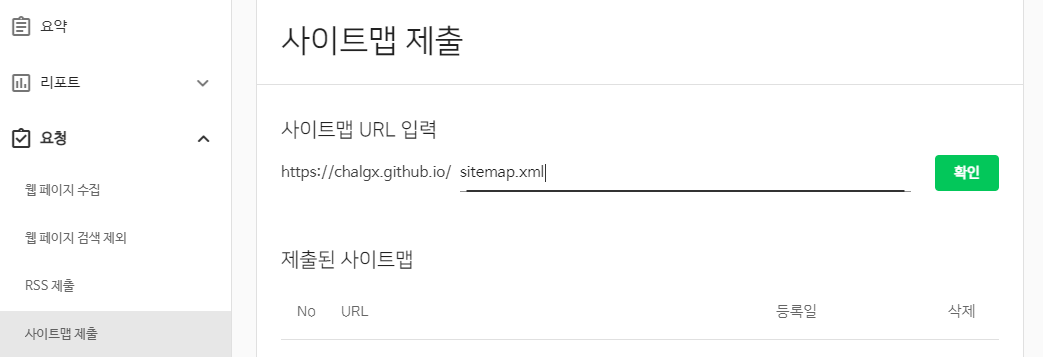 요약
리포트
요청
웹 페이지 수집
웹 페이지 검색 제외
RSS 제출
사이트맵 제출
사이트맵 제출
사이트맵 URL 입력
https://chalgx.github.io/ sitemap.xml 확인
제출된 사이트맵
No URL 등록일 삭제